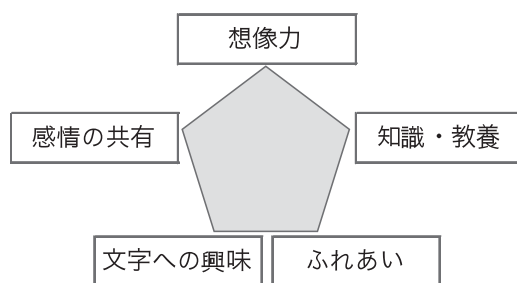 想像力
感情の共有
知識・教養
文字への興味
ふれあい